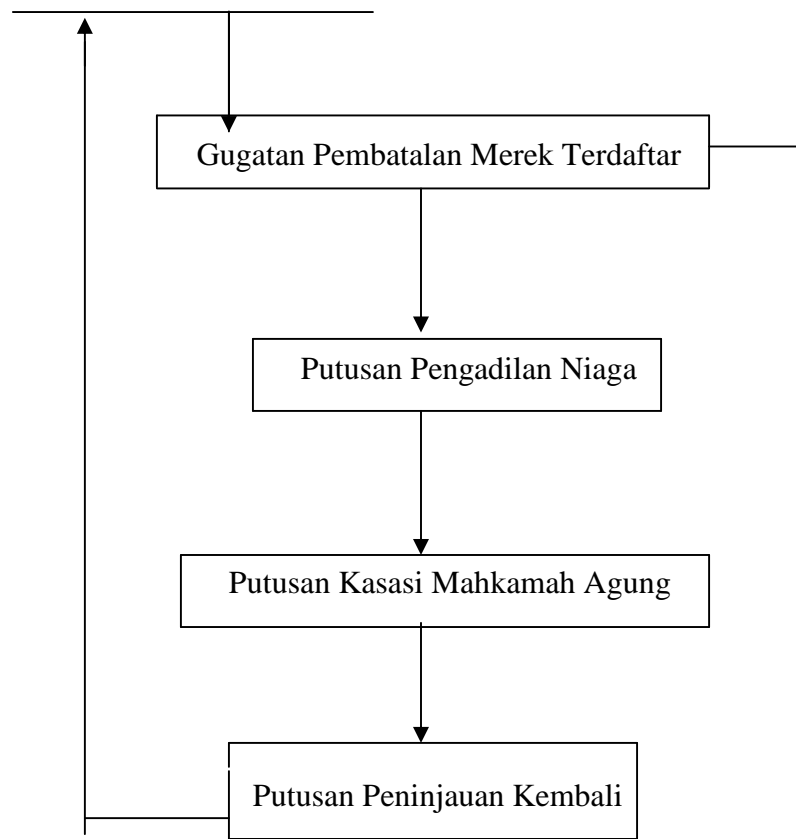 Gugatan Pembatalan Merek Terdaftar
Putusan Pengadilan Niaga
Putusan Kasasi Mahkamah Agung
Putusan Peninjauan Kembali